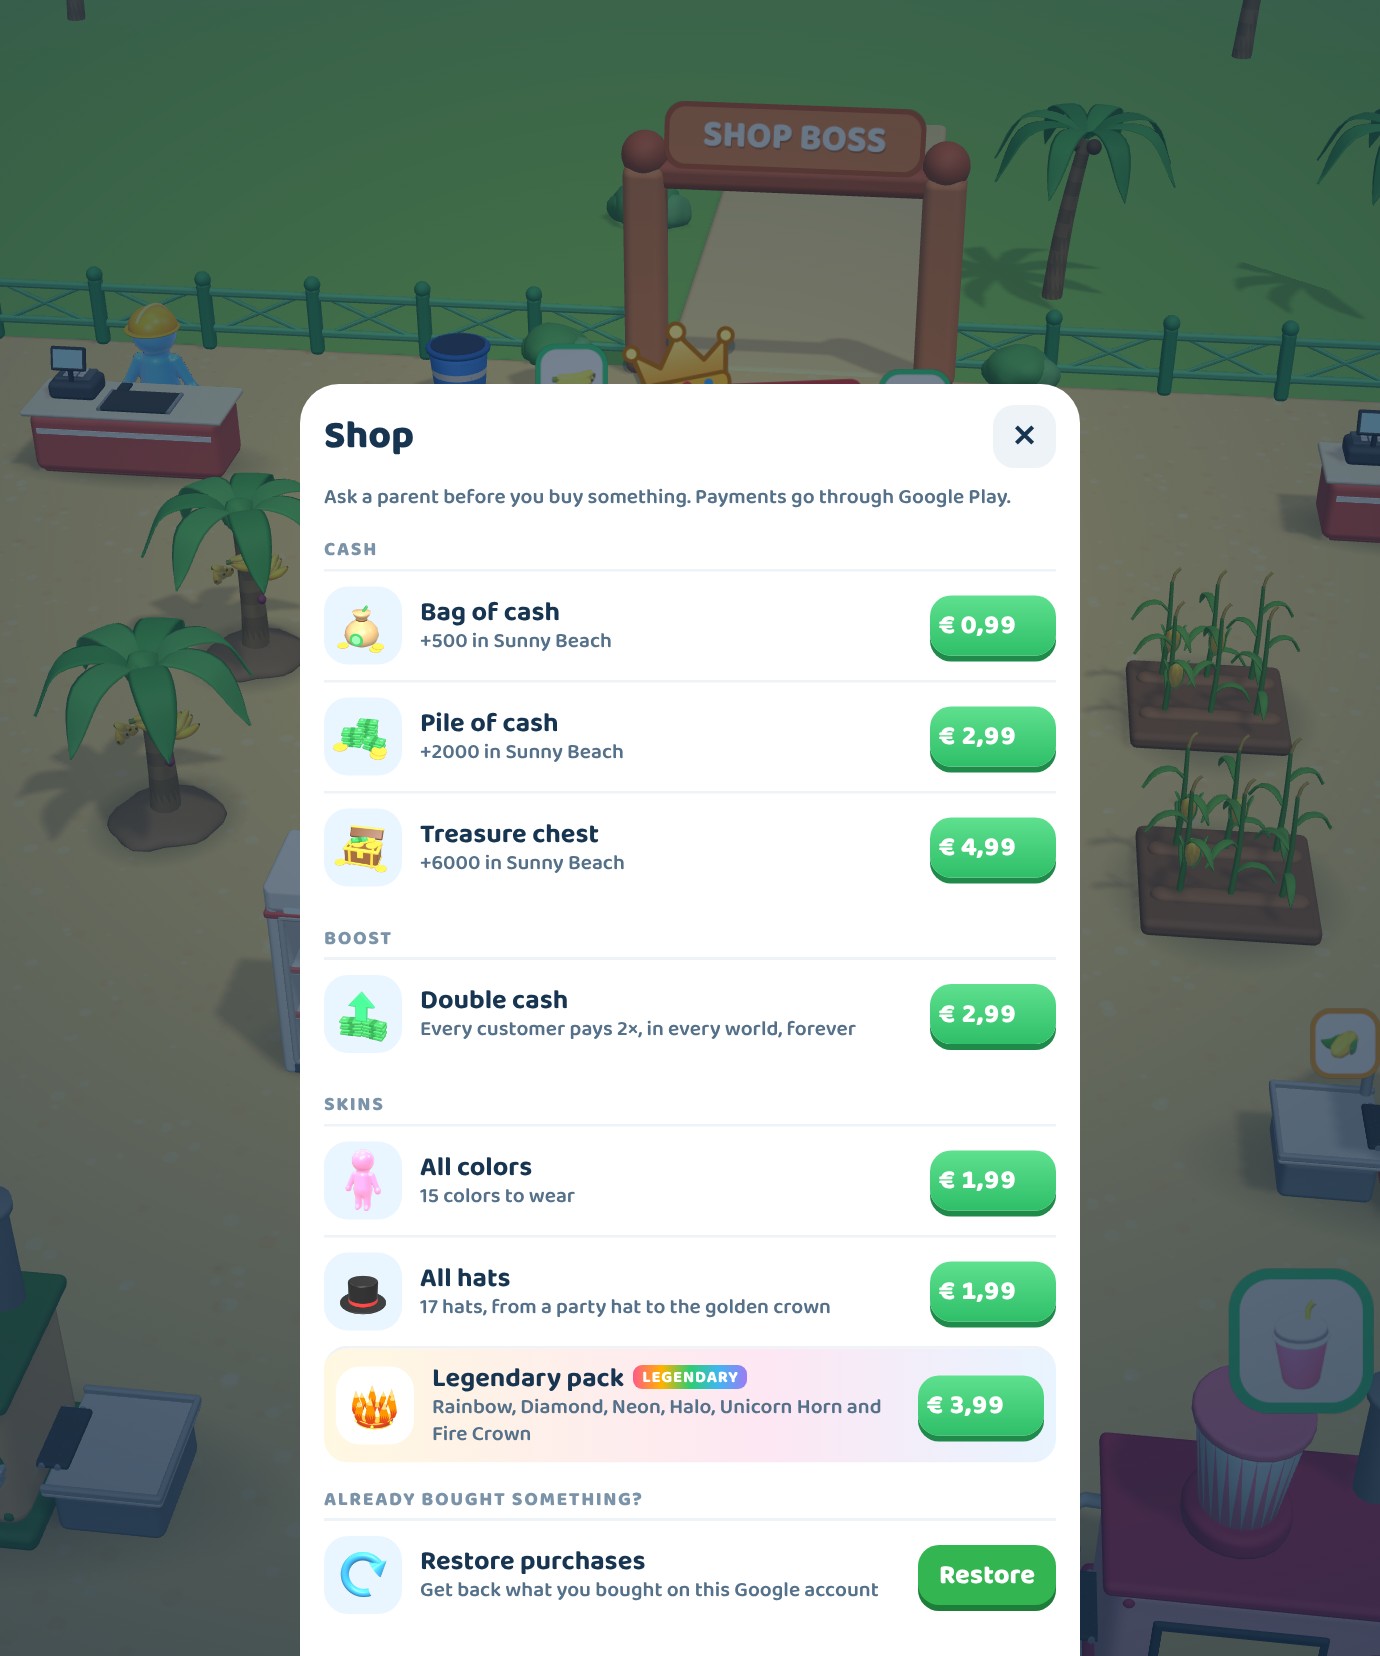 SHOP BOSS
Shop
Ask a parent before you buy something. Payments go through Google Play.
CASH
Bag of cash
+500 in Sunny Beach
€ 0,99
Pile of cash
+2000 in Sunny Beach
€ 2,99
Treasure chest
+6000 in Sunny Beach
€ 4,99
BOOST
Double cash
Every customer pays 2×, in every world, forever
€ 2,99
SKINS
All colors
15 colors to wear
€ 1,99
All hats
17 hats, from a party hat to the golden crown
€ 1,99
Legendary pack LEGENDARY
Rainbow, Diamond, Neon, Halo, Unicorn Horn and
Fire Crown
€ 3,99
ALREADY BOUGHT SOMETHING?
Restore purchases
Get back what you bought on this Google account
Restore